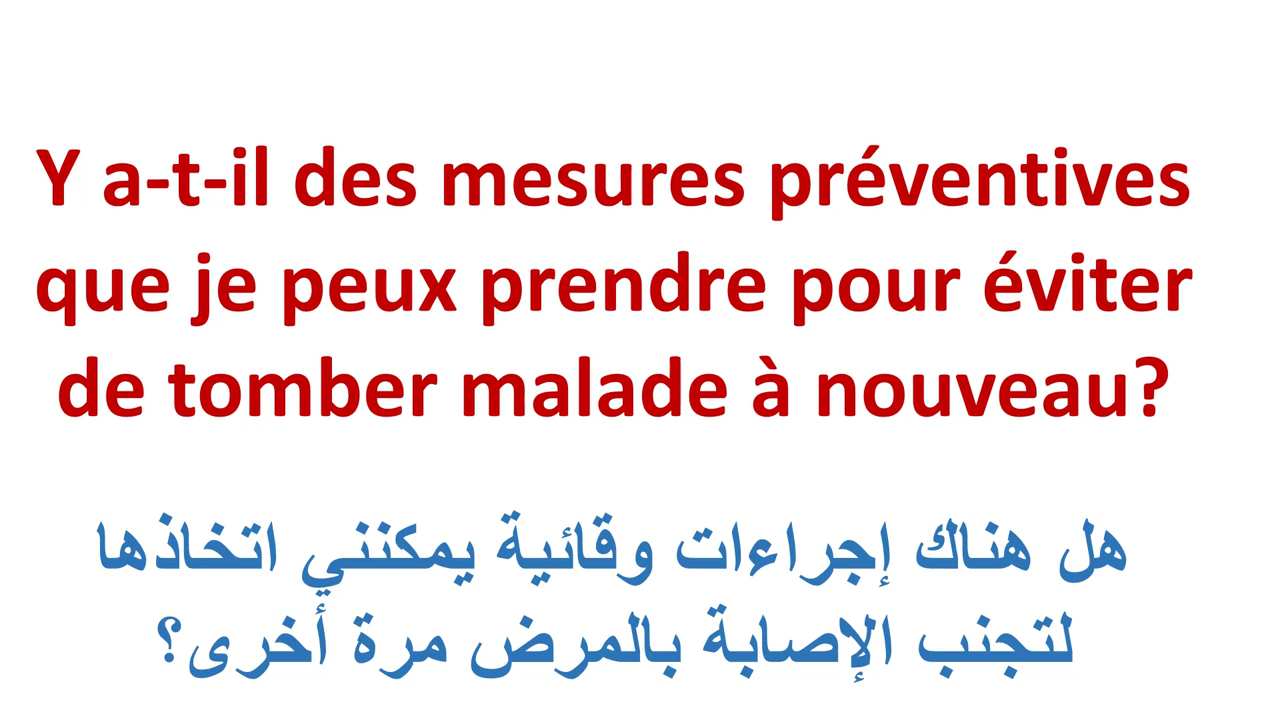 Y a-t-il des mesures préventives
que je peux prendre pour éviter
de tomber malade à nouveau?
هل هناك إجراءات وقائية يمكنني اتخاذها
لتجنب الإصابة بالمرض مرة أخرى؟